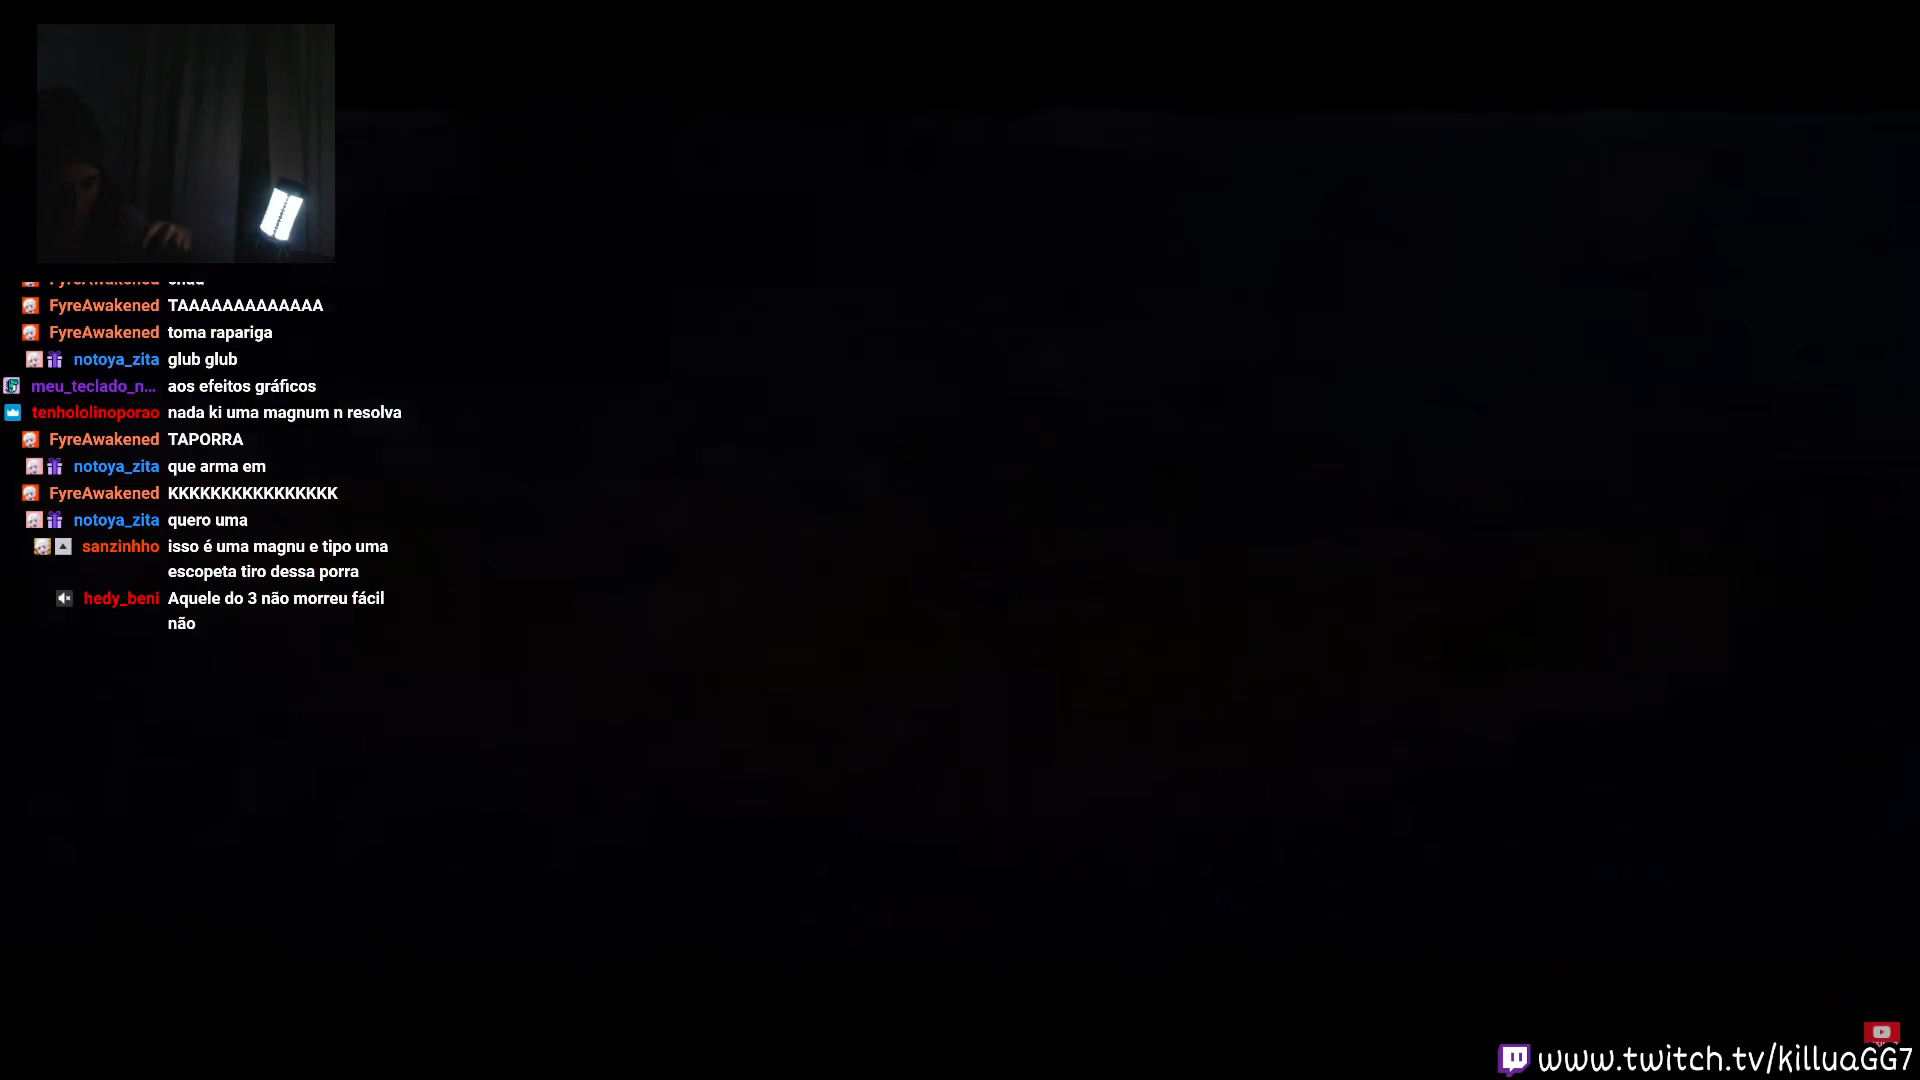 FyreAwakened
FyreAwakened TAAAAAAAAAAAAA
FyreAwakened toma rapariga
notoya_zita glub glub
meu_teclado_n... aos efeitos gráficos
tenhololinoporao nada ki uma magnum n resolva
FyreAwakened TAPORRA
notoya_zita que arma em
FyreAwakened KKKKKKKKKKKKKKKK
notoya_zita quero uma
sanzinhho isso é uma magnu e tipo uma
escopeta tiro dessa porra
hedy_beni Aquele do 3 não morreu fácil
não
www.twitch.tv/killuaGG7